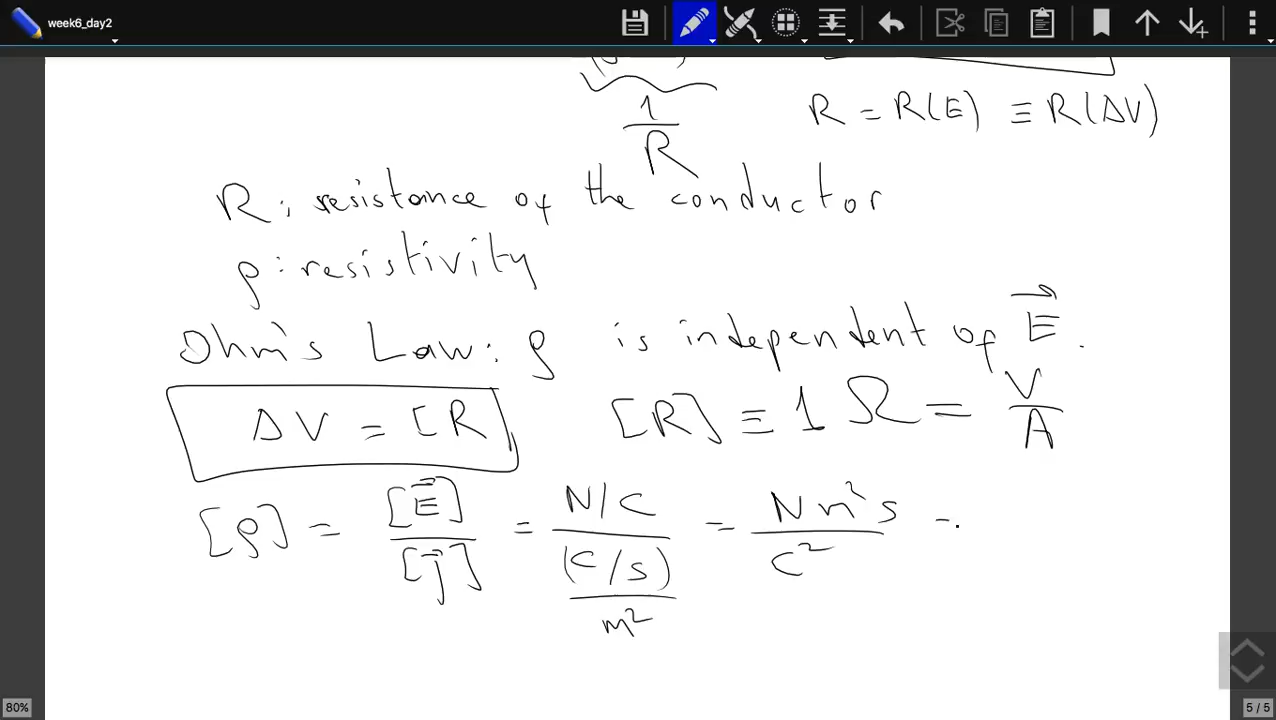 week6_day2
1/R
R = R(E) ≡ R(ΔV)
R: resistance of the conductor
ρ: resistivity
Ohm's Law: ρ is independent of E⃗.
ΔV = IR [R] ≡ 1 Ω = V/A
[ρ] = [E⃗]/[j⃗] = (N/C)/((C/s)/m²) = N m² s/C² =
80%
5 / 5